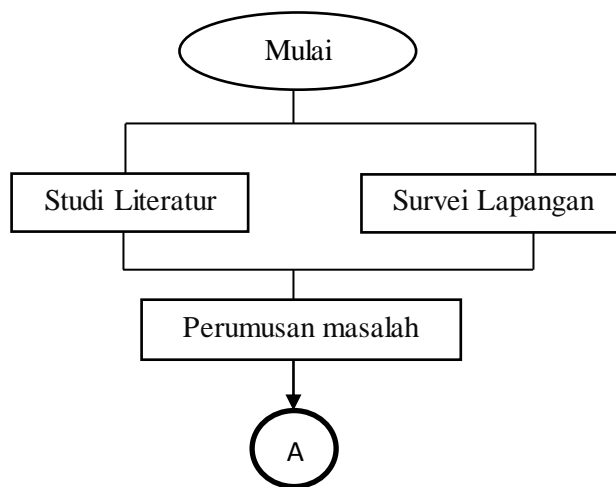 Mulai
Studi Literatur
Survei Lapangan
Perumusan masalah
A